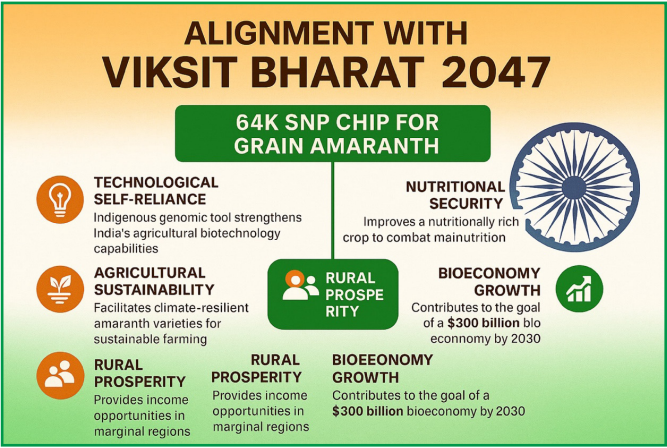 ALIGNMENT WITH
VIKSIT BHARAT 2047
64K SNP CHIP FOR
GRAIN AMARANTH
TECHNOLOGICAL
SELF-RELIANCE
Indigenous genomic tool strengthens
India's agricultural biotechnology
capabilities
NUTRITIONAL
SECURITY
Improves a nutritionally rich
crop to combat mainutrition
AGRICULTURAL
SUSTAINABILITY
Facilitates climate-resilient
amaranth varieties for
sustainable farming
RURAL
PROSPE
RITY
BIOECONOMY
GROWTH
Contributes to the goal
of a $300 billion blo
econnomy by 2030
RURAL
PROSPERITY
Provides income
opportunities in
marginal regions
RURAL
PROSPERITY
Provides income
opportunities in
marginal regions
BIOEEONOMY
GROWTH
Contributes to the goal of a
$300 billion bioeconomy by 2030